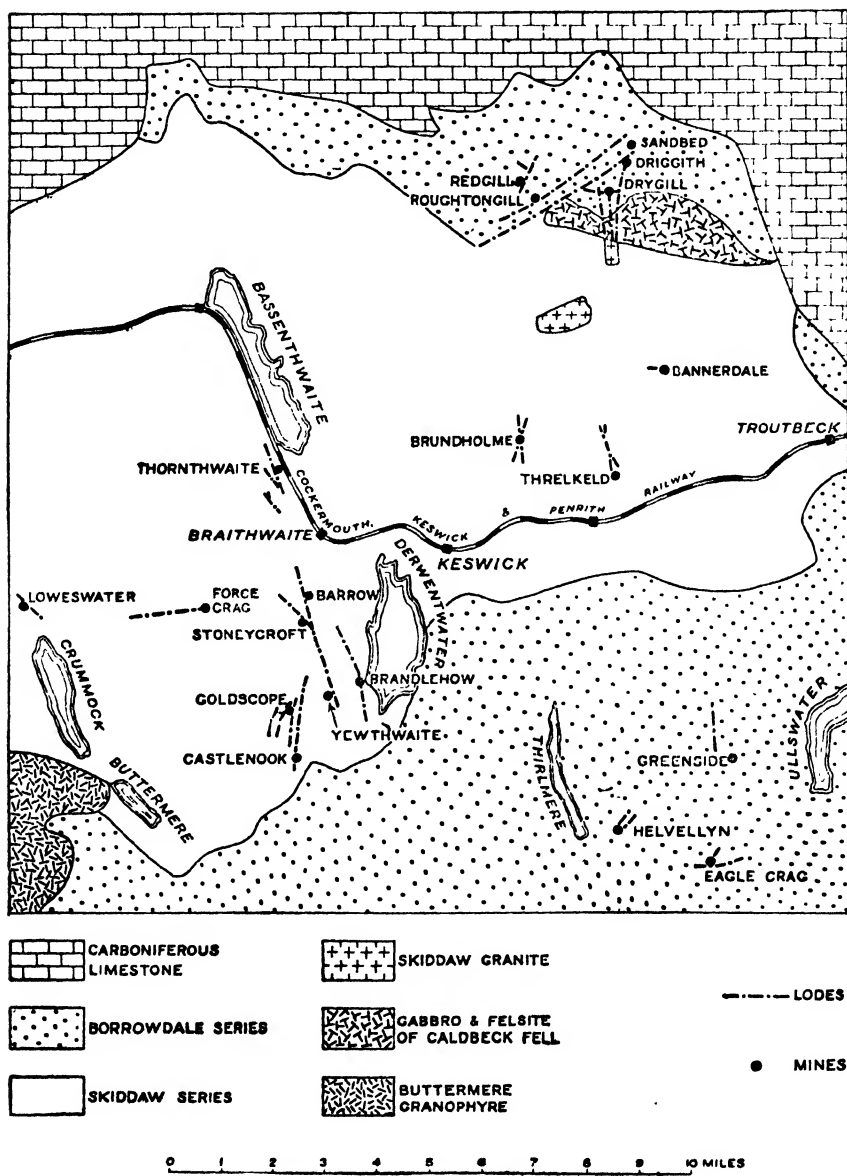 SANDBED
DRIGGITH
REDGILL
DRYGILL
ROUGHTONGILL
BASSENTHWAITE
BANNERDALE
BRUNDHOLME
TROUTBECK
THORNTHWAITE
THRELKELD
COCKERMOUTH, KESWICK & PENRITH RAILWAY
BRAITHWAITE
KESWICK
LOWESWATER
FORCE
CRAG
BARROW
DERWENTWATER
STONEYCROFT
CRUMMOCK
BRANDLEHOW
GOLDSCOPE
YEWTHWAITE
ULLSWATER
CASTLENOOK
BUTTERMERE
THIRLMERE
GREENSIDE
HELVELLYN
EAGLE CRAG
CARBONIFEROUS
LIMESTONE
SKIDDAW GRANITE
LODES
BORROWDALE SERIES
GABBRO & FELSITE
OF CALDBECK FELL
MINES
SKIDDAW SERIES
BUTTERMERE
GRANOPHYRE
0 1 2 3 4 5 6 7 8 9 10 MILES